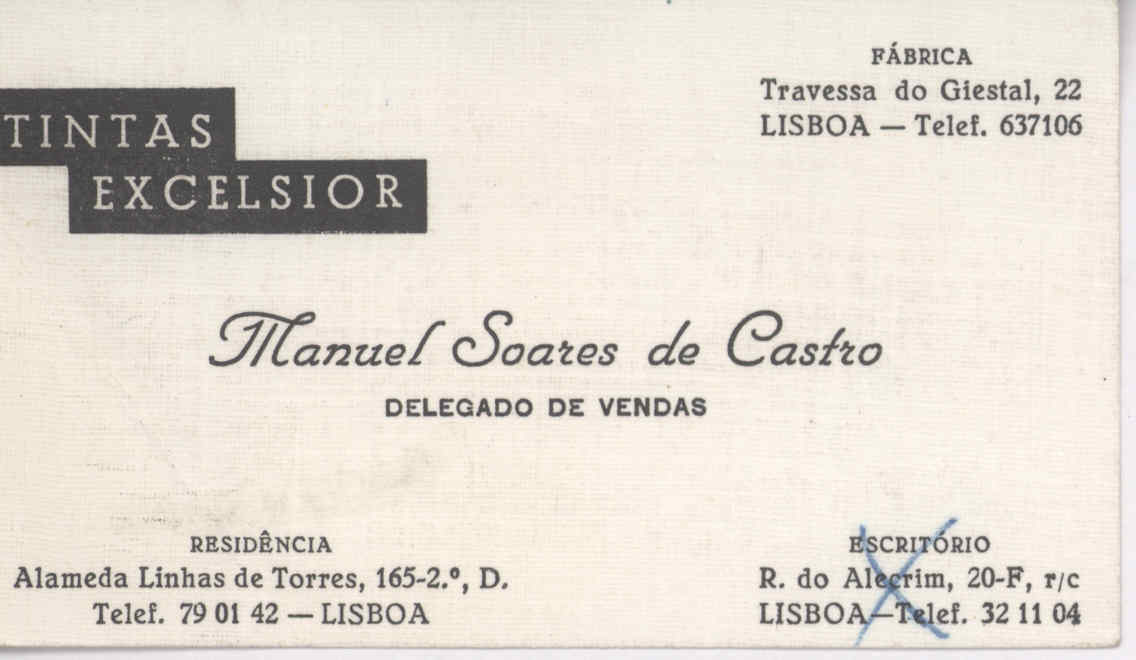 TINTAS
EXCELSIOR
FÁBRICA
Travessa do Giestal, 22
LISBOA — Telef. 637106
Manuel Soares de Castro
DELEGADO DE VENDAS
RESIDÊNCIA
Alameda Linhas de Torres, 165-2.º, D.
Telef. 79 01 42 — LISBOA
ESCRITÓRIO
R. do Alecrim, 20-F, r/c
LISBOA—Telef. 32 11 04